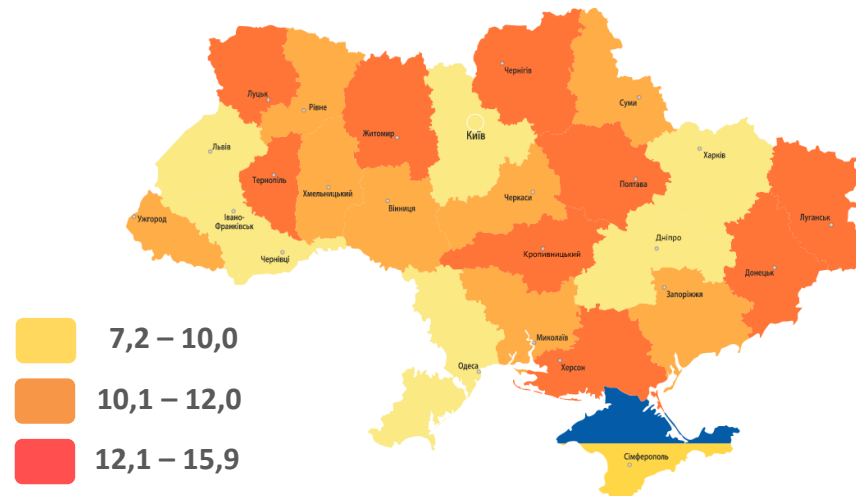 Луцьк
Рівне
Житомир
Київ
Чернігів
Суми
Львів
Тернопіль
Хмельницький
Вінниця
Черкаси
Полтава
Харків
Луганськ
Ужгород
Івано-
Франківськ
Чернівці
Кропивницький
Дніпро
Донецьк
Запоріжжя
Миколаїв
Одеса
Херсон
Сімферополь
7,2 – 10,0
10,1 – 12,0
12,1 – 15,9